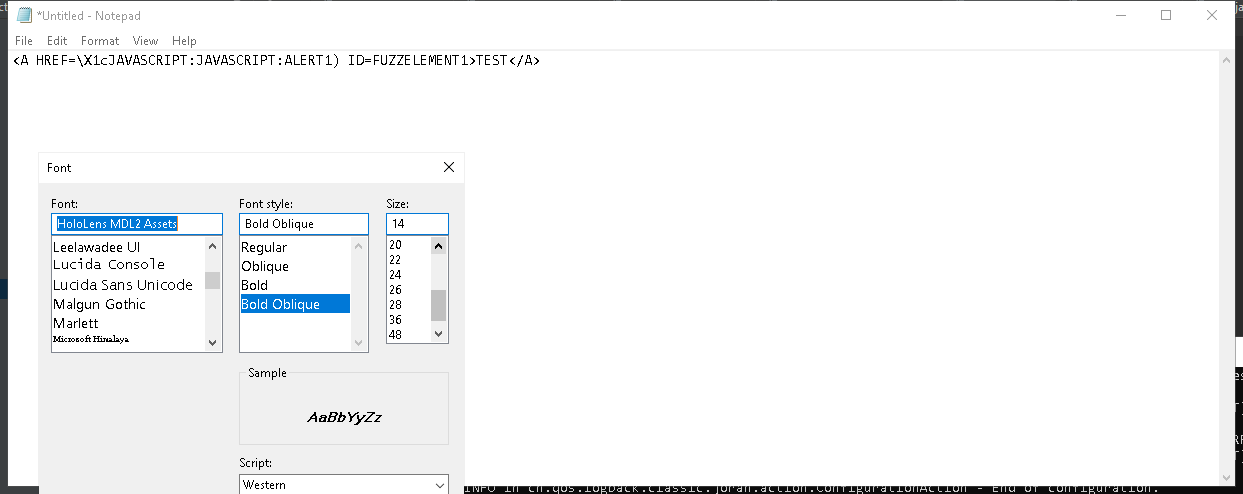 *Untitled - Notepad
File Edit Format View Help
<A HREF=\X1cJAVASCRIPT:JAVASCRIPT:ALERT1) ID=FUZZELEMENT1>TEST</A>
Font
Font: Font style: Size:
HoloLens MDL2 Assets Bold Oblique 14
Leelawadee UI Regular 20
Lucida Console Oblique 22
Lucida Sans Unicode Bold 24
Malgun Gothic Bold Oblique 26
Marlett 28
Microsoft Himalaya 36
48
Sample
AaBbYyZz
Script:
Western
INFO in ch.qos.logback.classic.joran.action.ConfigurationAction - End of configuration.